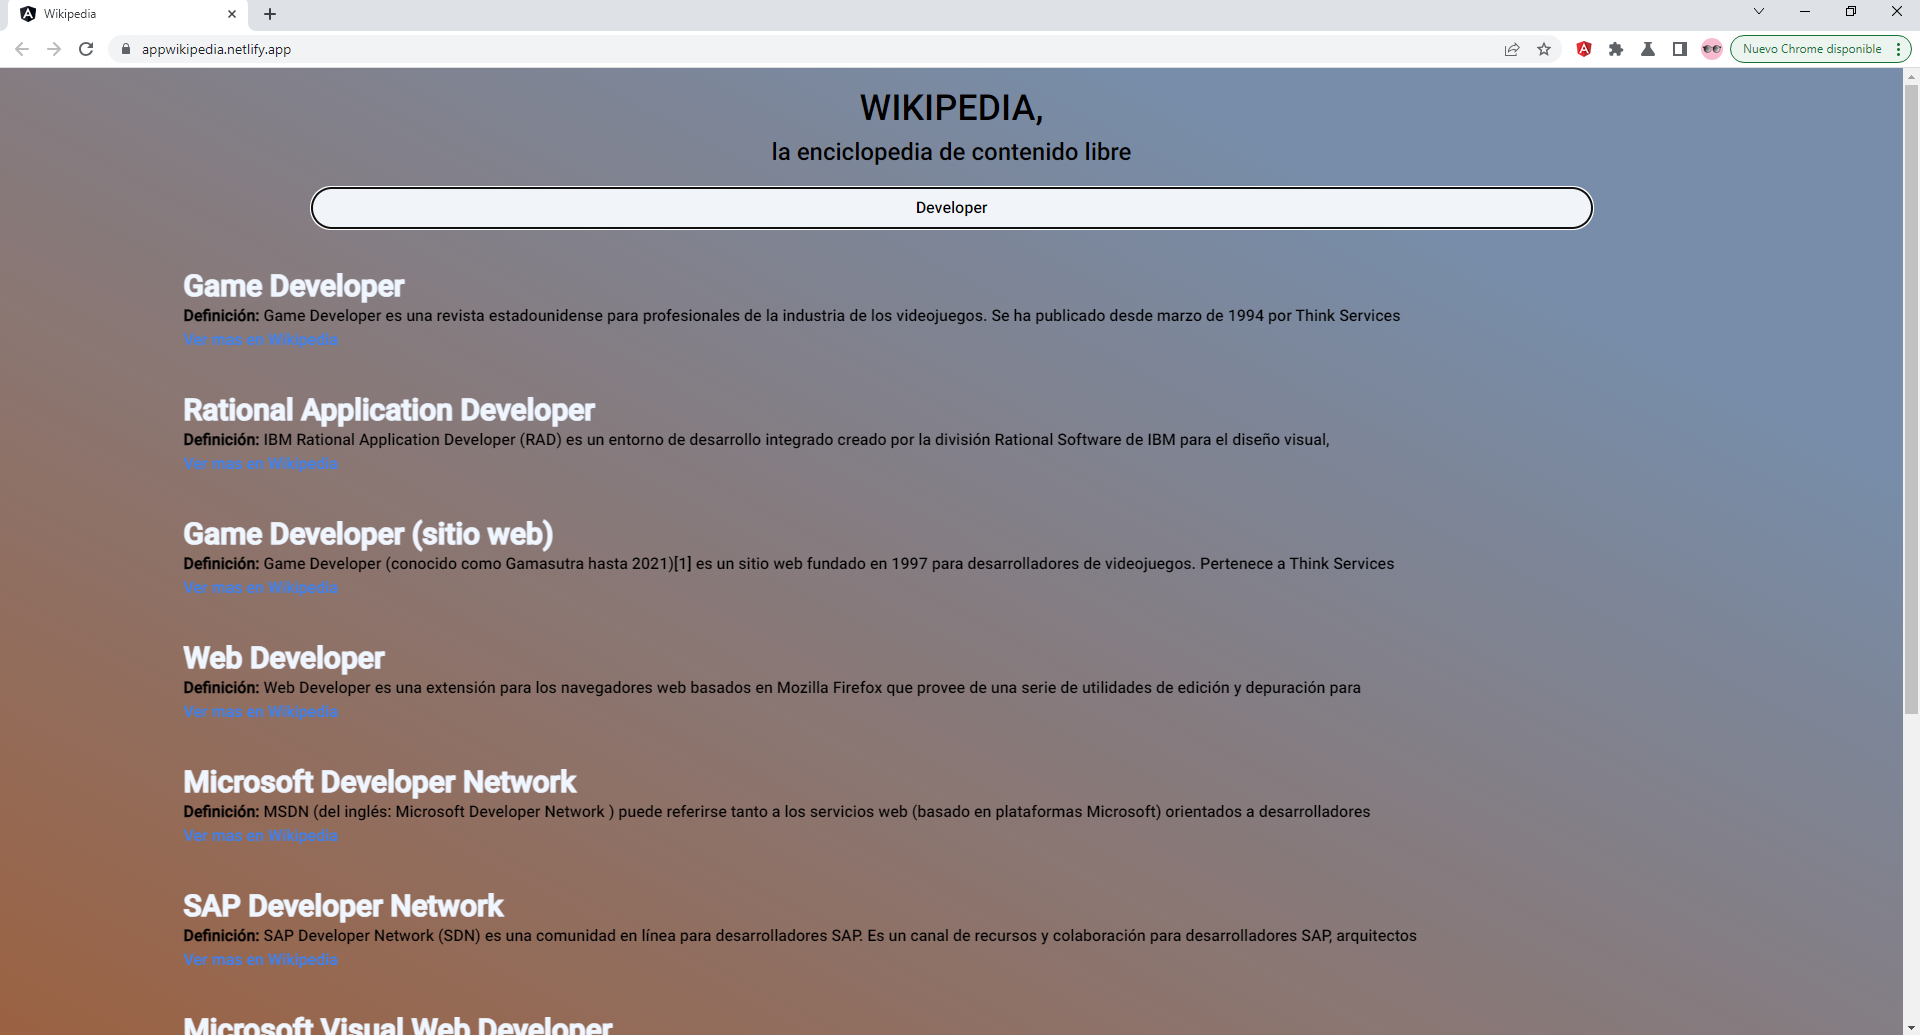 Wikipedia
appwikipedia.netlify.app
Nuevo Chrome disponible
WIKIPEDIA,
la enciclopedia de contenido libre
Developer
Game Developer
Definición: Game Developer es una revista estadounidense para profesionales de la industria de los videojuegos. Se ha publicado desde marzo de 1994 por Think Services
Ver mas en Wikipedia
Rational Application Developer
Definición: IBM Rational Application Developer (RAD) es un entorno de desarrollo integrado creado por la división Rational Software de IBM para el diseño visual,
Ver mas en Wikipedia
Game Developer (sitio web)
Definición: Game Developer (conocido como Gamasutra hasta 2021)[1] es un sitio web fundado en 1997 para desarrolladores de videojuegos. Pertenece a Think Services
Ver mas en Wikipedia
Web Developer
Definición: Web Developer es una extensión para los navegadores web basados en Mozilla Firefox que provee de una serie de utilidades de edición y depuración para
Ver mas en Wikipedia
Microsoft Developer Network
Definición: MSDN (del inglés: Microsoft Developer Network ) puede referirse tanto a los servicios web (basado en plataformas Microsoft) orientados a desarrolladores
Ver mas en Wikipedia
SAP Developer Network
Definición: SAP Developer Network (SDN) es una comunidad en línea para desarrolladores SAP. Es un canal de recursos y colaboración para desarrolladores SAP, arquitectos
Ver mas en Wikipedia
Microsoft Visual Web Developer